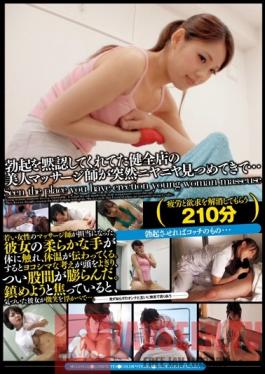 勃起を黙認してくれてた健全店の
美人マッサージ師が突然ニヤニヤ見つめてきて…
Seen the place you have erection young woman masseuse
疲労と欲求を解消してもらう
210分
勃起させればコッチのもの…
若い女性のマッサージ師が担当になった。
彼女の柔らかな手が
体に触れ、体温が伝わってくる。
するとヨコシマな考えが頭をよぎり、
つい股間が膨らんだ。
鎮めようと焦っていると、
気づいた彼女が微笑を浮かべて…